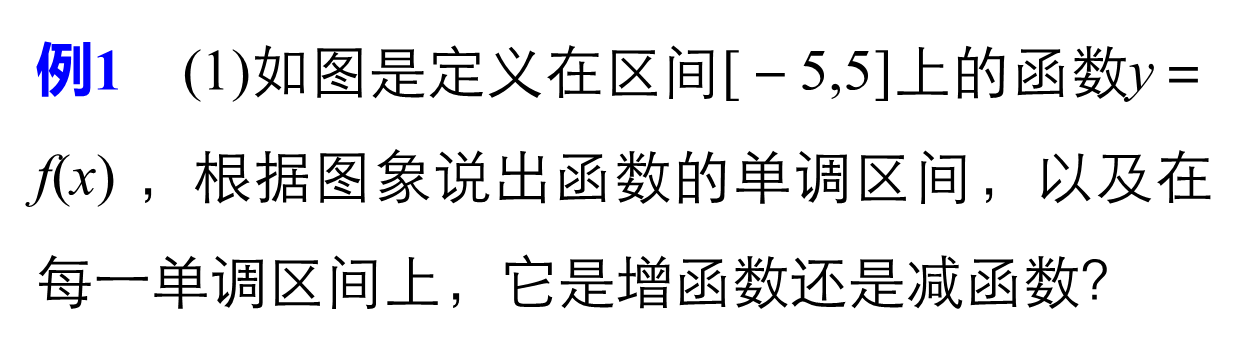 例1 (1)如图是定义在区间[－5,5]上的函数y=
f(x)，根据图象说出函数的单调区间，以及在
每一单调区间上，它是增函数还是减函数?